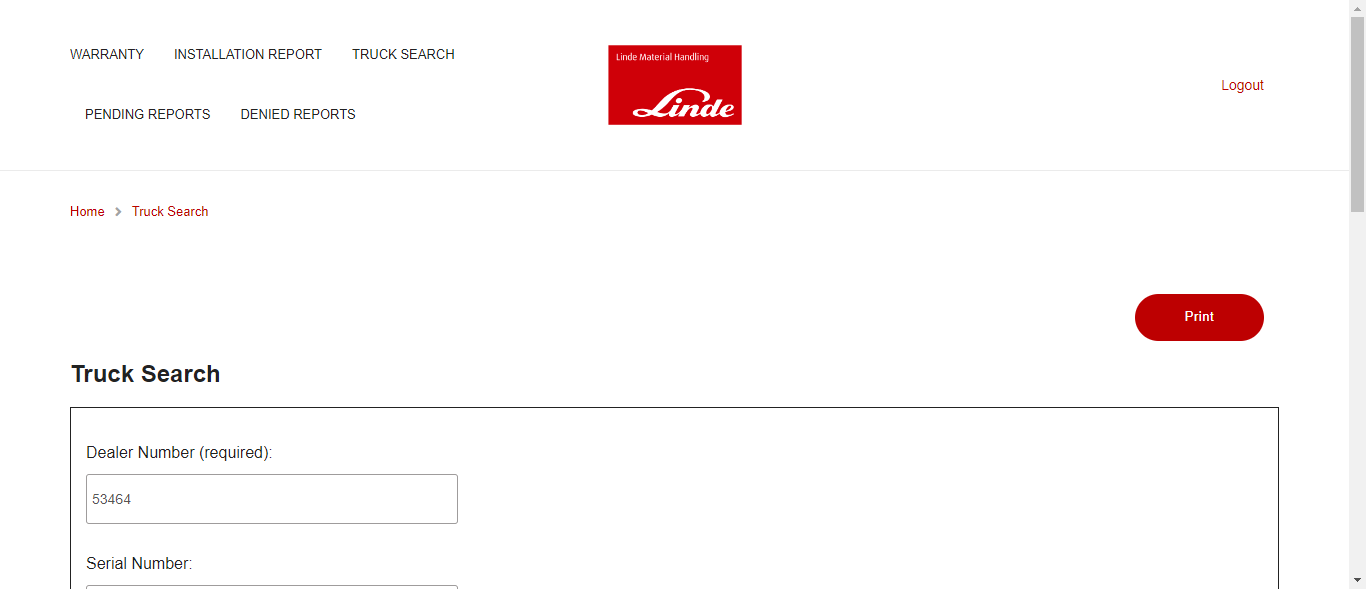 WARRANTY INSTALLATION REPORT TRUCK SEARCH
PENDING REPORTS DENIED REPORTS
Linde Material Handling
Linde
Logout
Home > Truck Search
Print
Truck Search
Dealer Number (required):
53464
Serial Number: